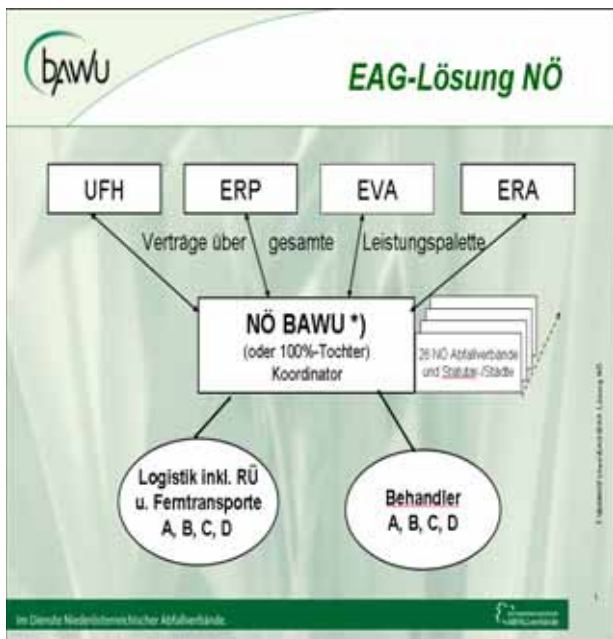 bAWU
EAG-Lösung NÖ
UFH
ERP
EVA
ERA
Verträge über gesamte Leistungspalette
NÖ BAWU *)
(oder 100%-Tochter)
Koordinator
26 NÖ Abfallverbände
und Statutar-/Städte
Logistik inkl. RÜ
u. Ferntransporte
A, B, C, D
Behandler
A, B, C, D
Im Dienste Niederösterreichischer Abfallverbände.